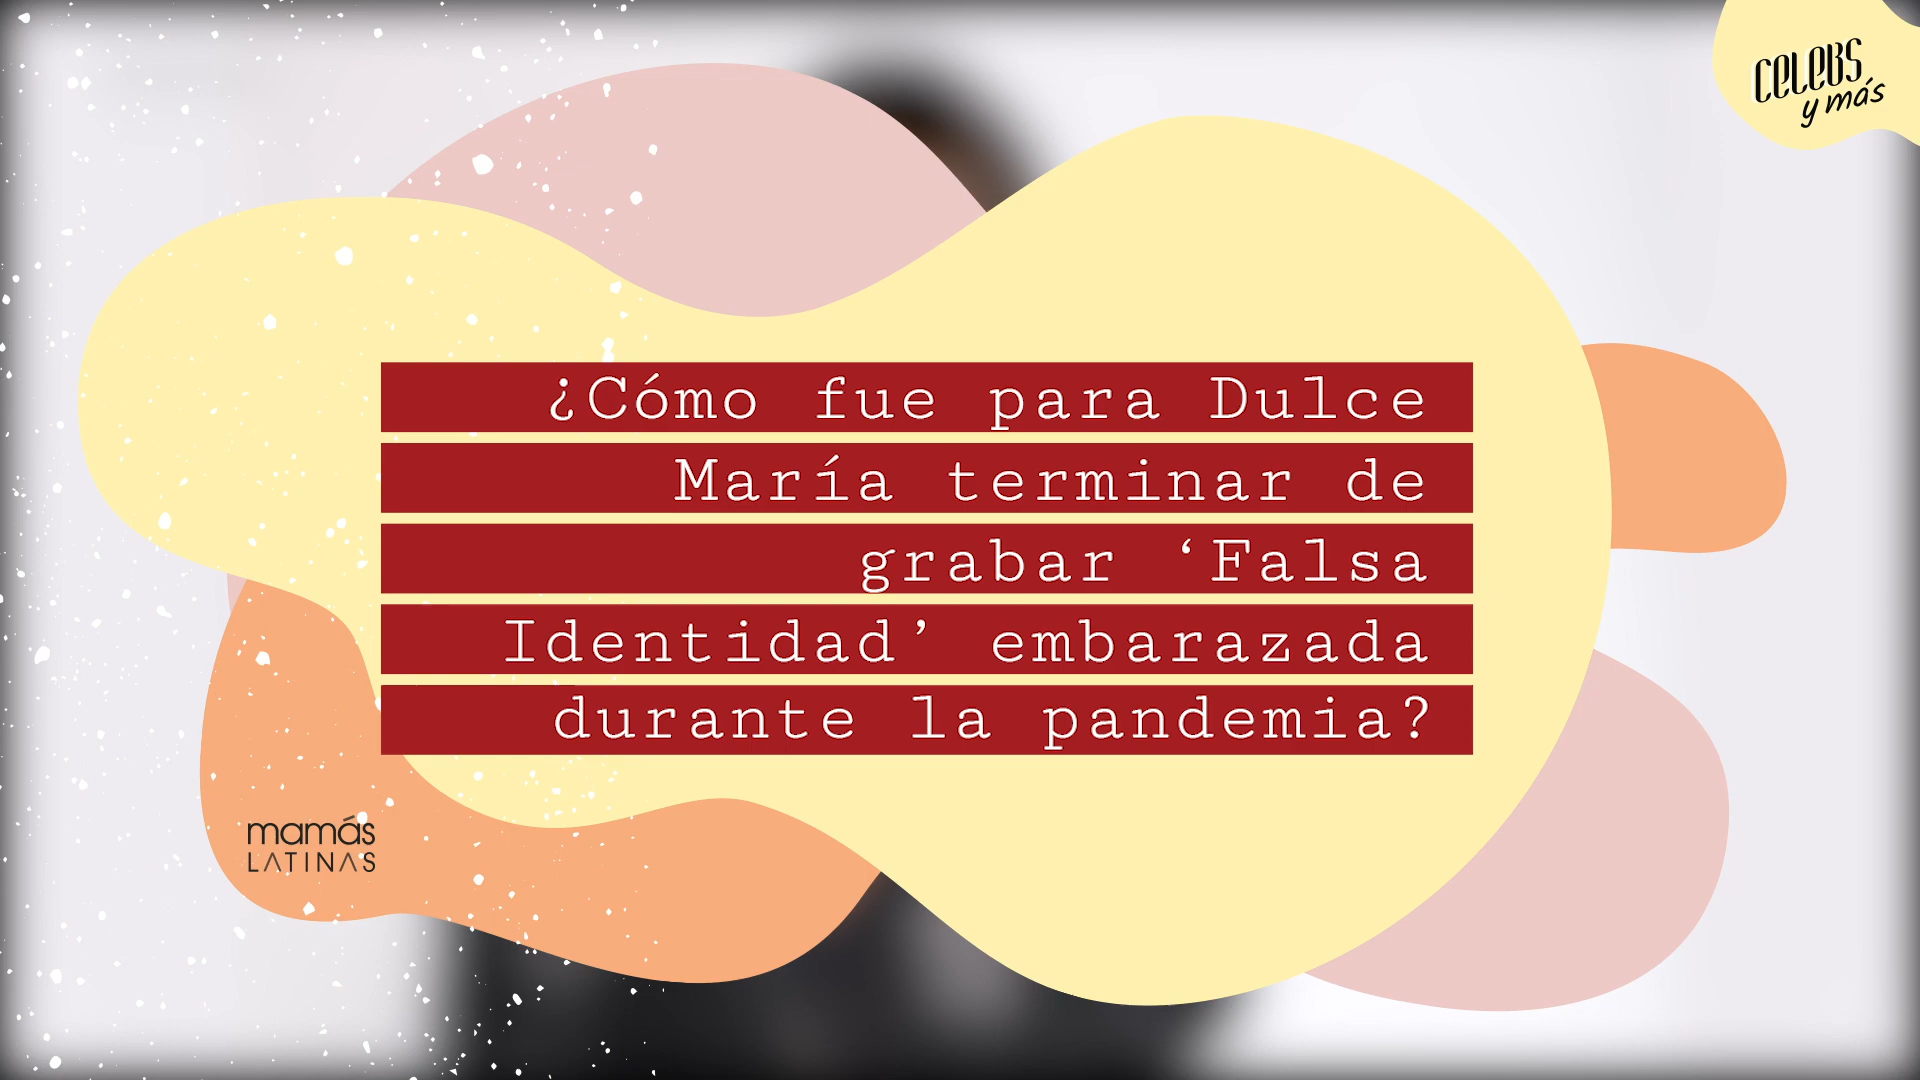 CELEBS
y más
¿Cómo fue para Dulce
María terminar de
grabar ‘Falsa
Identidad’ embarazada
durante la pandemia?
mamás
LATINAS